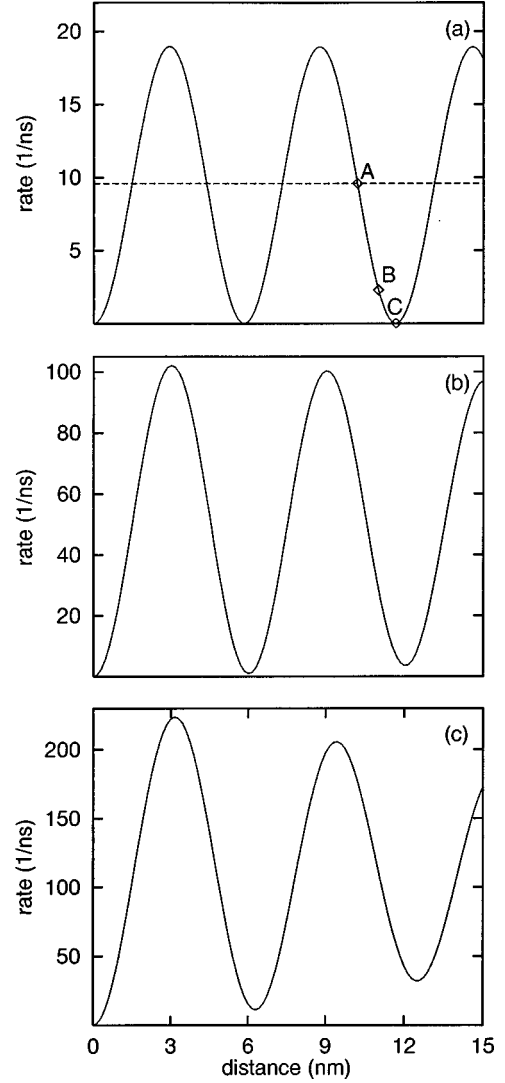 (a)
20
15
10
5
rate (1/ns)
A
B
C
(b)
100
80
60
40
20
rate (1/ns)
(c)
200
150
100
50
rate (1/ns)
0 3 6 9 12 15
distance (nm)